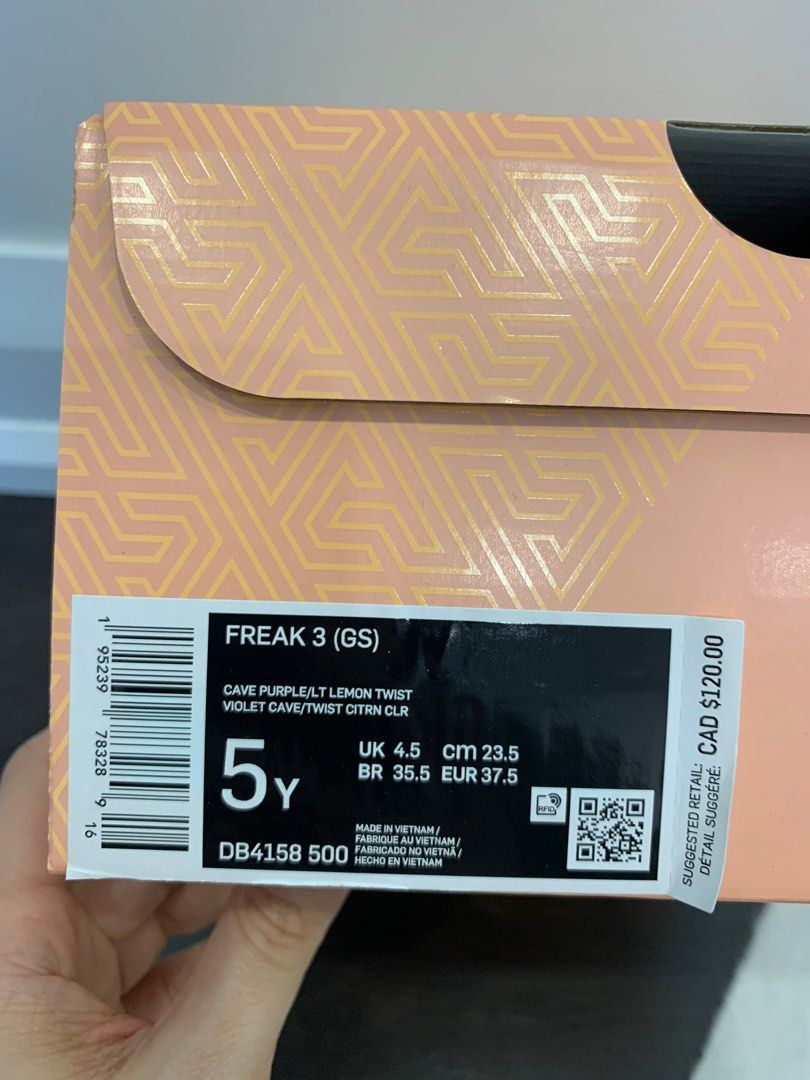 FREAK 3 (GS)
CAVE PURPLE/LT LEMON TWIST
VIOLET CAVE/TWIST CITRN CLR
5Y
UK 4.5 cm 23.5
BR 35.5 EUR 37.5
RFID
DB4158 500
MADE IN VIETNAM /
FABRIQUE AU VIETNAM /
FABRICADO NO VIETNÃ /
HECHO EN VIETNAM
1 95239 78328 9 16
SUGGESTED RETAIL:
DÉTAIL SUGGÉRÉ:
CAD $120.00